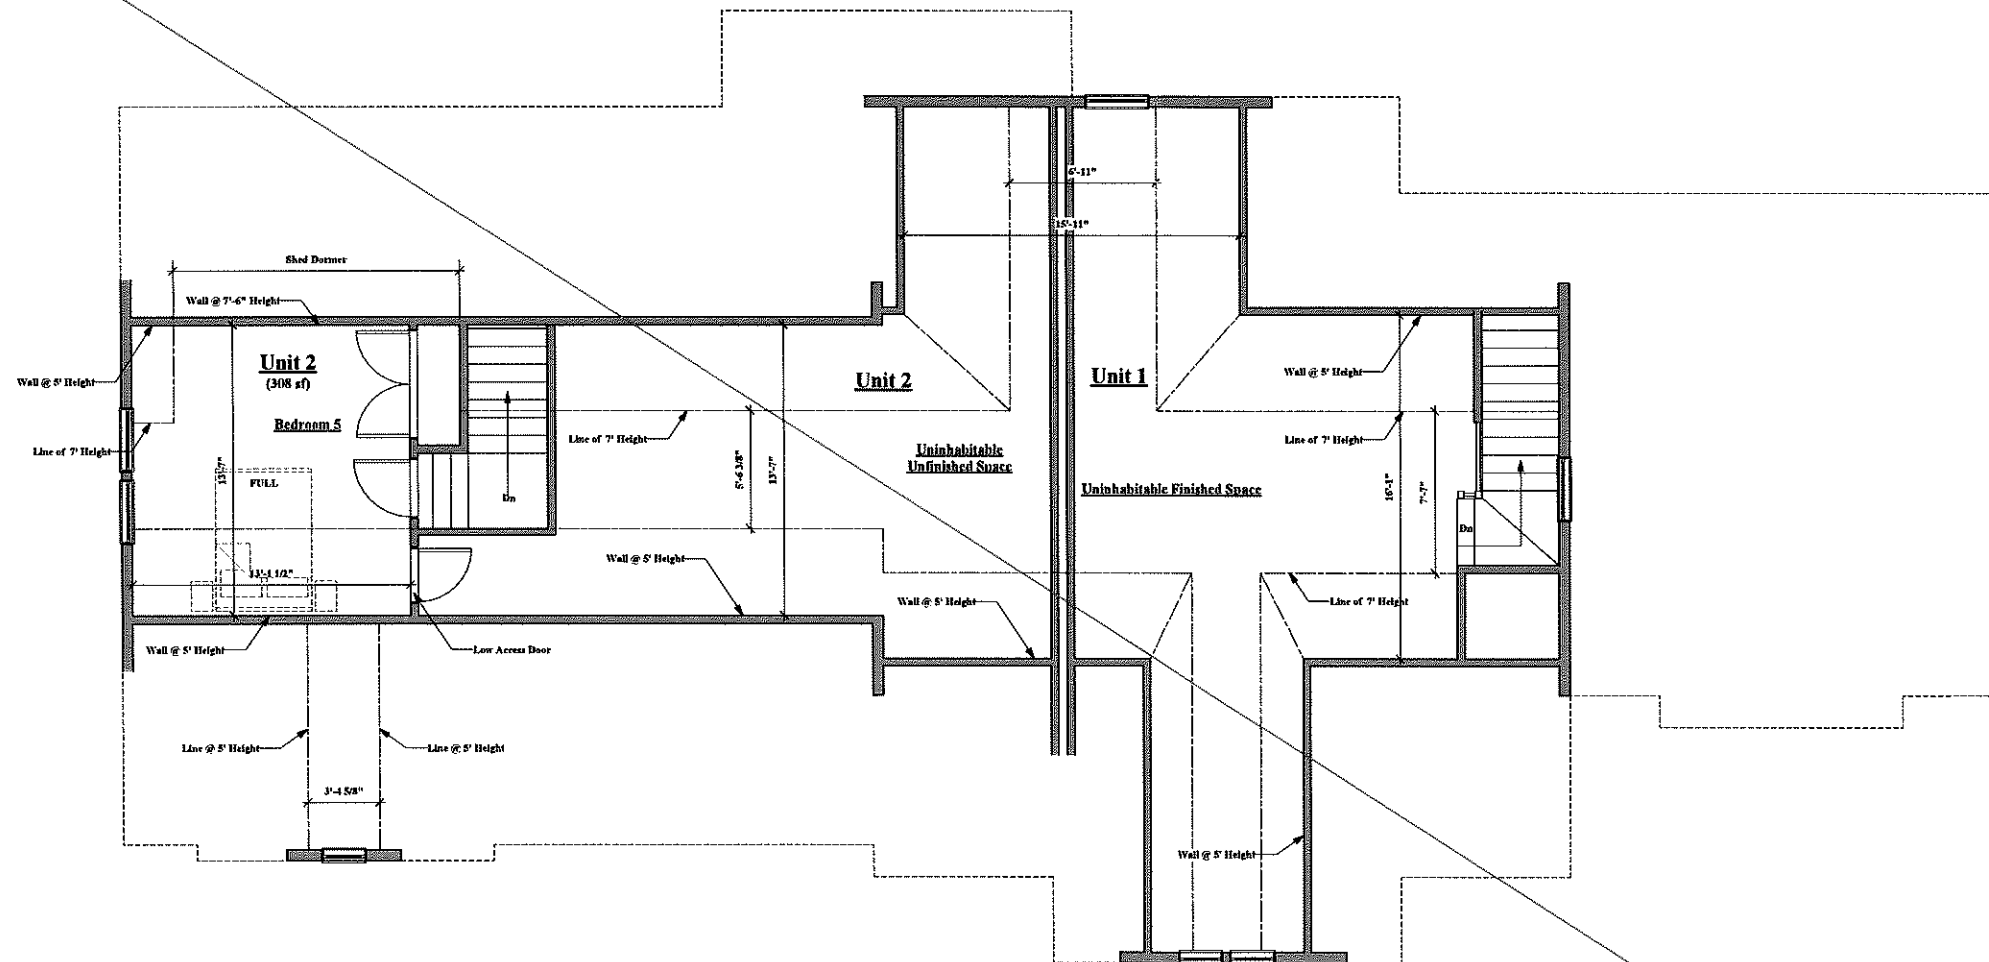 6'-11"
15'-11"
Shed Dormer
Wall @ 7'-6" Height
Unit 2
(308 sf)
Wall @ 5' Height
Bedroom 5
Line of 7' Height
13'-7"
FULL
13'-1 1/2"
Dn
Wall @ 5' Height
Low Access Door
Line @ 5' Height
Line @ 5' Height
3'-4 5/8"
Unit 2
Line of 7' Height
Uninhabitable
Unfinished Space
5'-6 3/8"
13'-7"
Wall @ 5' Height
Wall @ 5' Height
Unit 1
Wall @ 5' Height
Line of 7' Height
Uninhabitable Finished Space
16'-1"
7'-7"
Dn
Line of 7' Height
Wall @ 5' Height